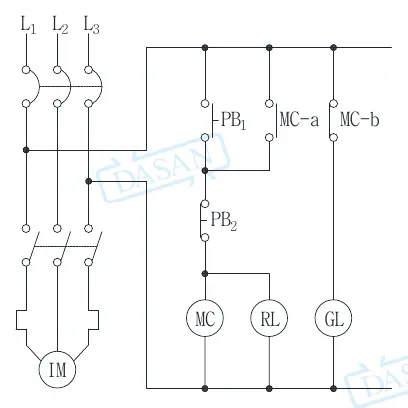 L₁ L₂ L₃
PB₁ MC-a MC-b
DASAN
PB₂
MC RL GL
IM
DASAN